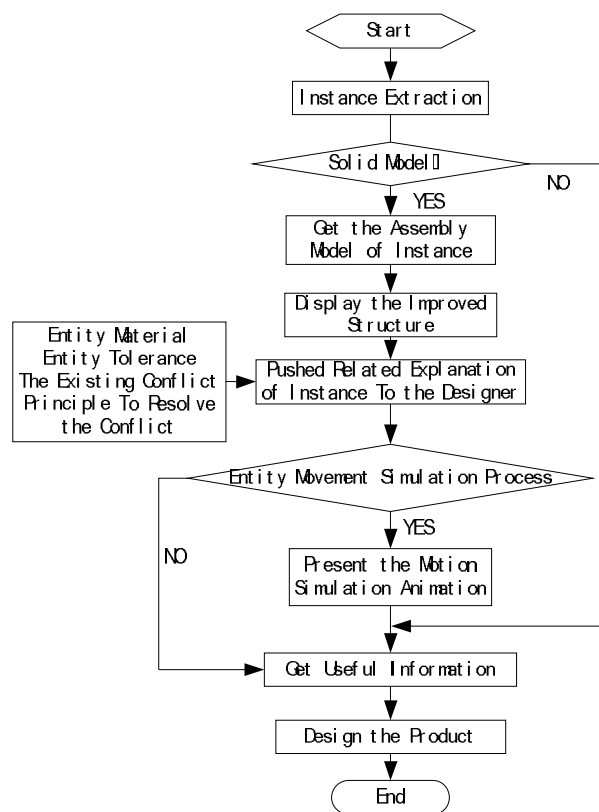 Start
Instance Extraction
Solid Model
NO
YES
Get the Assembly
Model of Instance
Display the Improved
Structure
Entity Material
Entity Tolerance
The Existing Conflict
Principle To Resolve
the Conflict
Pushed Related Explanation
of Instance To the Designer
Entity Movement Simulation Process
YES
NO
Present the Motion
Simulation Animation
Get Useful Information
Design the Product
End